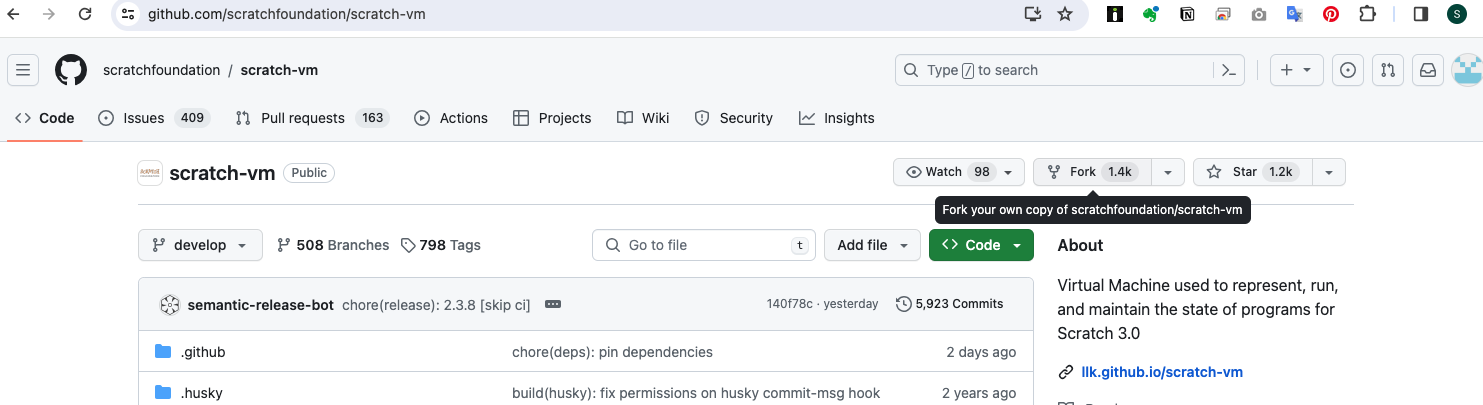 github.com/scratchfoundation/scratch-vm
S
scratchfoundation / scratch-vm
Type / to search
Code Issues 409 Pull requests 163 Actions Projects Wiki Security Insights
scratch-vm Public
Watch 98 Fork 1.4k Star 1.2k
Fork your own copy of scratchfoundation/scratch-vm
develop 508 Branches 798 Tags Go to file t Add file Code
About
semantic-release-bot chore(release): 2.3.8 [skip ci] 140f78c · yesterday 5,923 Commits
Virtual Machine used to represent, run,
and maintain the state of programs for
Scratch 3.0
.github chore(deps): pin dependencies 2 days ago
llk.github.io/scratch-vm
.husky build(husky): fix permissions on husky commit-msg hook 2 years ago